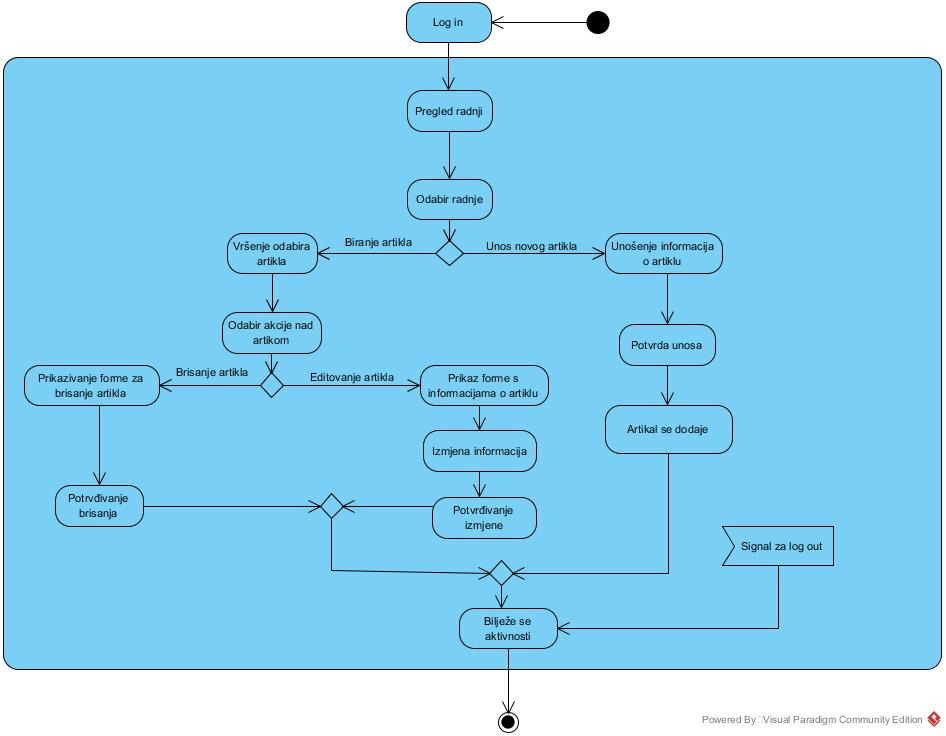 Log in
Pregled radnji
Odabir radnje
Vršenje odabira
artikla
Biranje artikla
Unos novog artikla
Unošenje informacija
o artiklu
Odabir akcije nad
artikom
Potvrda unosa
Prikazivanje forme za
brisanje artikla
Brisanje artikla
Editovanje artikla
Prikaz forme s
informacijama o artiklu
Artikal se dodaje
Izmjena informacija
Potrvđivanje
brisanja
Potvrđivanje
izmjene
Signal za log out
Bilježe se
aktivnosti
Powered By Visual Paradigm Community Edition